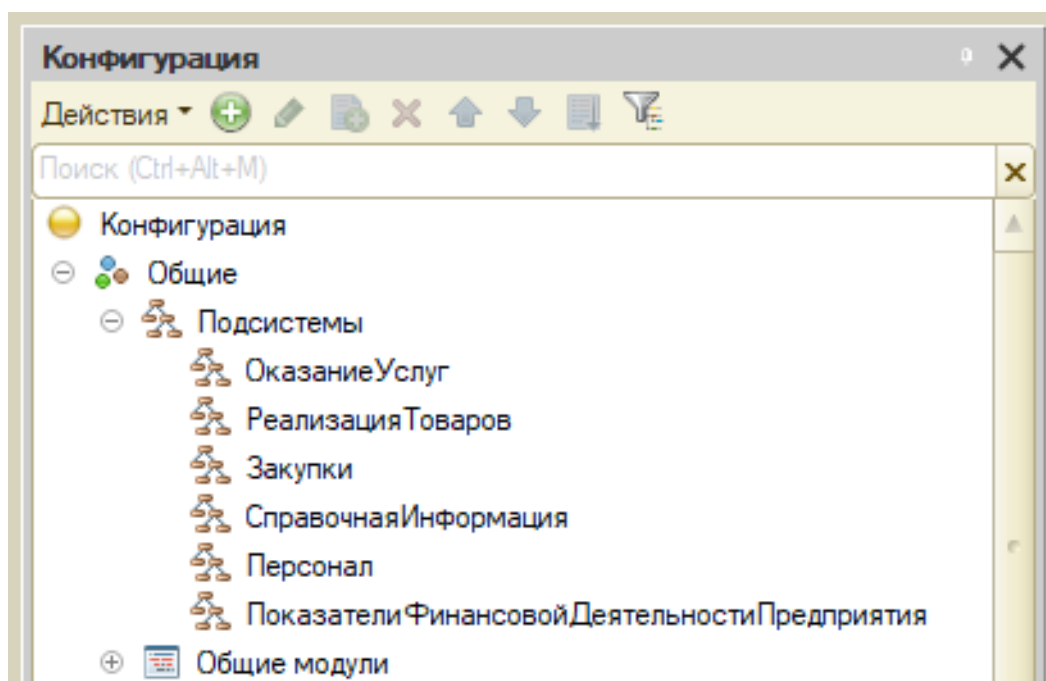 Конфигурация
Действия
Поиск (Ctrl+Alt+M)
Конфигурация
Общие
Подсистемы
ОказаниеУслуг
РеализацияТоваров
Закупки
СправочнаяИнформация
Персонал
ПоказателиФинансовойДеятельностиПредприятия
Общие модули